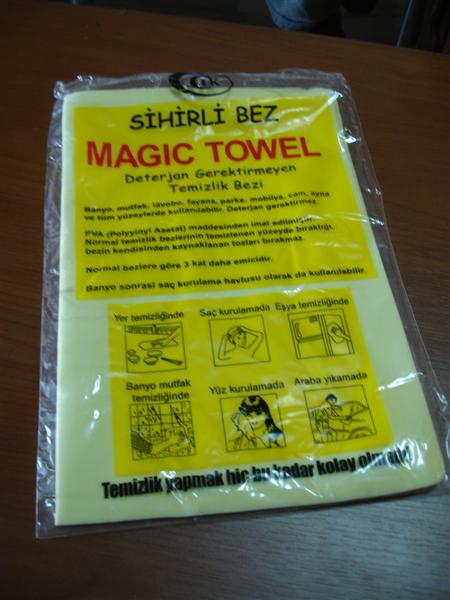 SİHİRLİ BEZ
MAGIC TOWEL
Deterjan Gerektirmeyen
Temizlik Bezi
Banyo, mutfak, lavobo, fayans, parke, mobilya, cam, ayna
ve tüm yüzeylerde kullanılabilir. Deterjan gerektirmez.
PVA (Polyvinyl Asetat) maddesinden imal edilmiştir.
Normal temizlik bezlerinin temizlenen yüzeyde bıraktığı,
bezin kendisinden kaynaklanan tozları bırakmaz.
Normal bezlere göre 3 kat daha emicidir.
Banyo sonrası saç kurulama havlusu olarak da kullanılabilir.
Yer temizliğinde
Saç kurulamada
Eşya temizliğinde
Banyo mutfak
temizliğinde
Yüz kurulamada
Araba yıkamada
Temizlik yapmak hiç bu kadar kolay olmadı!